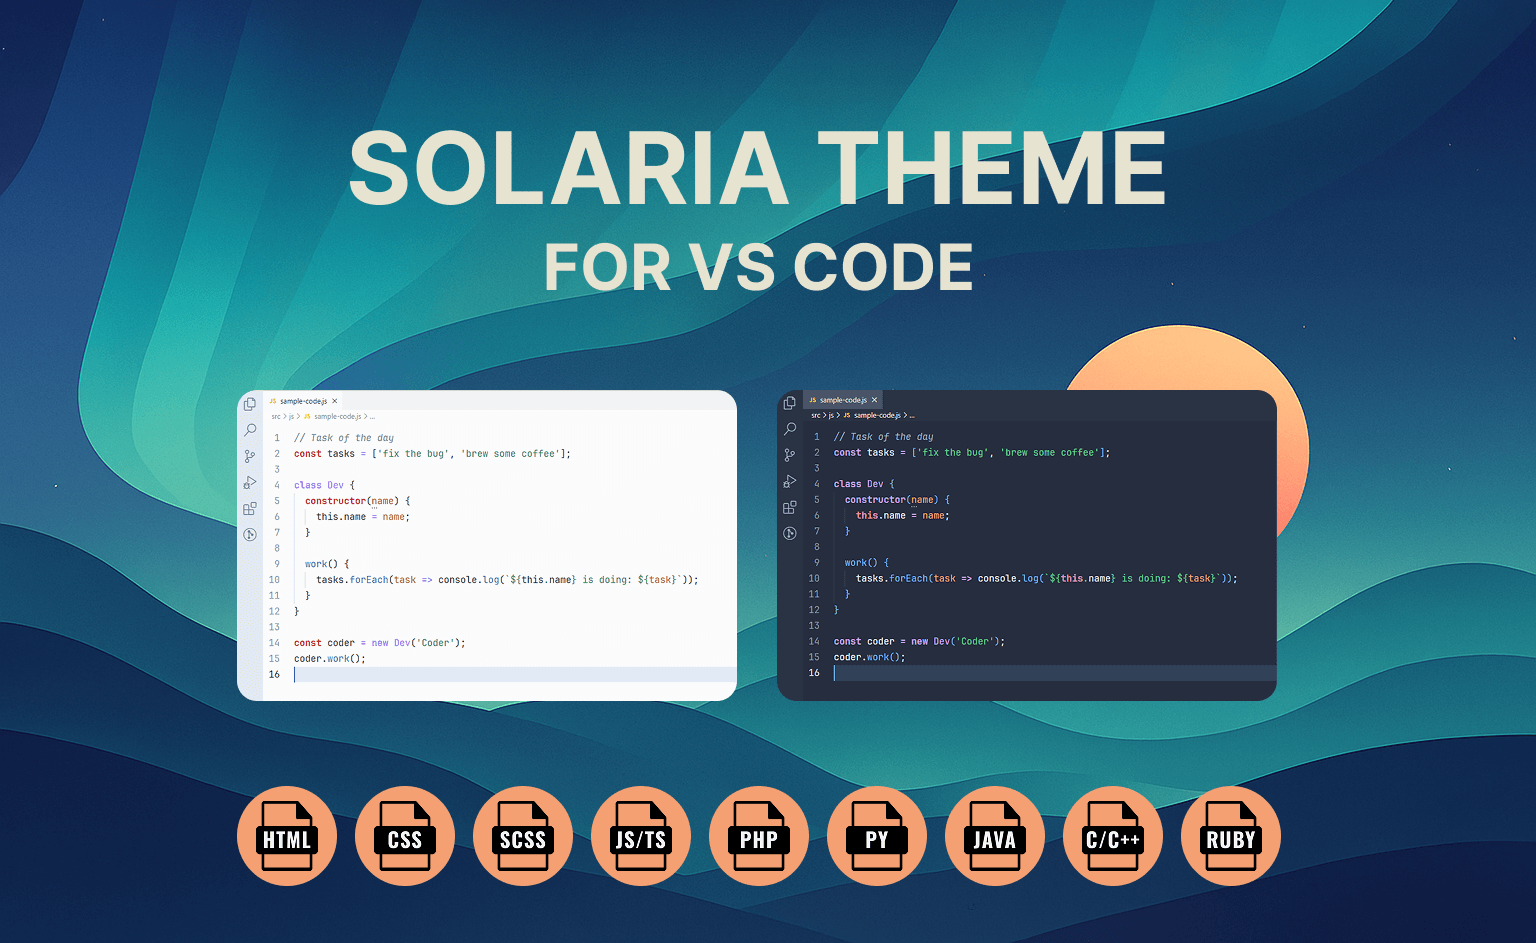 SOLARIA THEME
FOR VS CODE
JS sample-code.js ×
src > js > JS sample-code.js > ...
1 // Task of the day
2 const tasks = ['fix the bug', 'brew some coffee'];
3
4 class Dev {
5 constructor(name) {
6 this.name = name;
7 }
8
9 work() {
10 tasks.forEach(task => console.log(`${this.name} is doing: ${task}`));
11 }
12 }
13
14 const coder = new Dev('Coder');
15 coder.work();
16
JS sample-code.js ×
src > js > JS sample-code.js > ...
1 // Task of the day
2 const tasks = ['fix the bug', 'brew some coffee'];
3
4 class Dev {
5 constructor(name) {
6 this.name = name;
7 }
8
9 work() {
10 tasks.forEach(task => console.log(`${this.name} is doing: ${task}`));
11 }
12 }
13
14 const coder = new Dev('Coder');
15 coder.work();
16
HTML CSS SCSS JS/TS PHP PY JAVA C/C++ RUBY